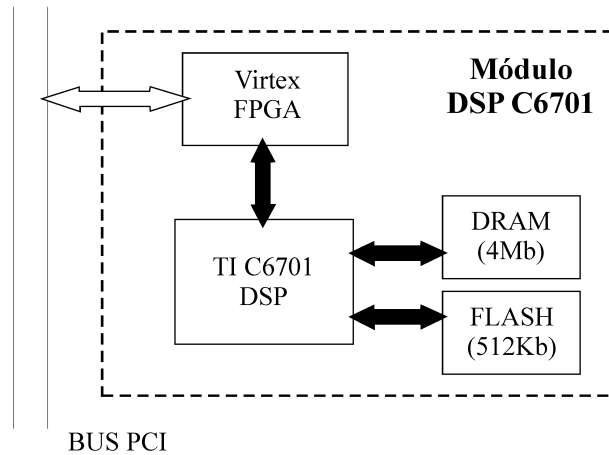 Virtex
FPGA
Módulo
DSP C6701
TI C6701
DSP
DRAM
(4Mb)
FLASH
(512Kb)
BUS PCI